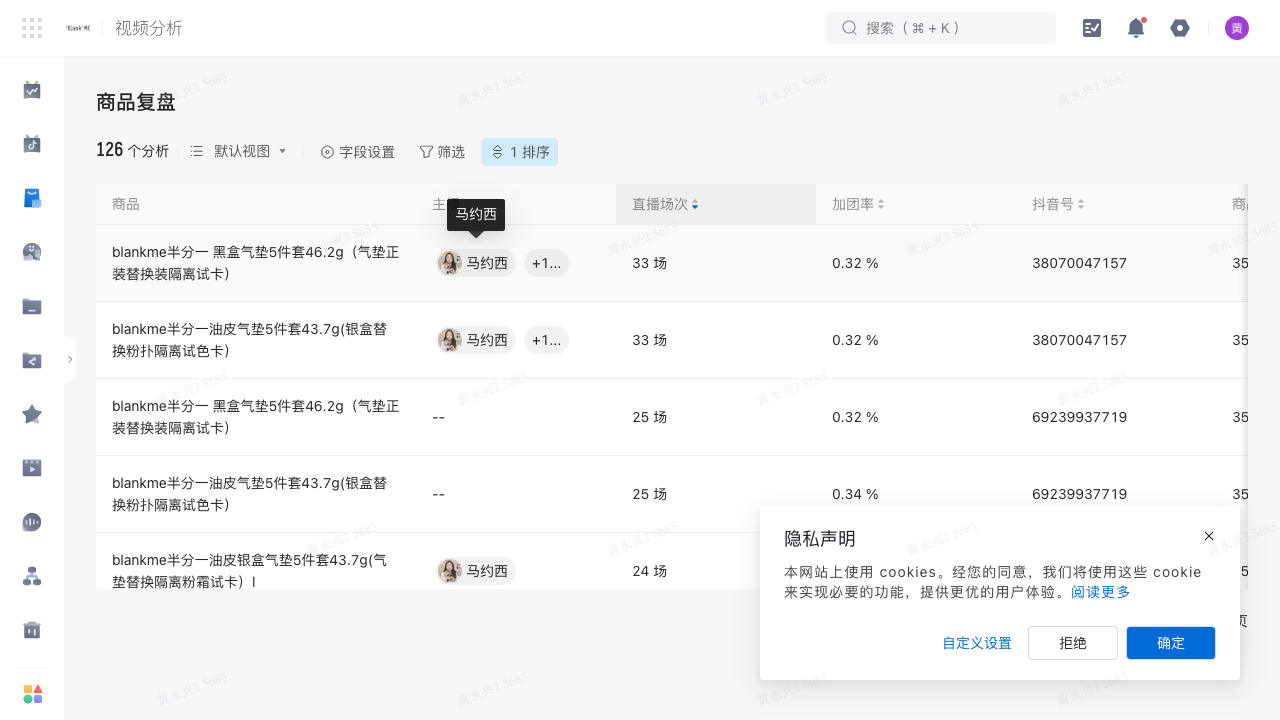 'Blank'ME
视频分析
搜索（⌘ + K）
黄
商品复盘
126 个分析
默认视图
字段设置
筛选
1 排序
商品
主
直播场次
加团率
抖音号
商
马约西
blankme半分一 黑盒气垫5件套46.2g（气垫正
装替换装隔离试卡）
马约西
+1...
33 场
0.32 %
38070047157
35
blankme半分一油皮气垫5件套43.7g(银盒替
换粉扑隔离试色卡）
马约西
+1...
33 场
0.32 %
38070047157
35
blankme半分一 黑盒气垫5件套46.2g（气垫正
装替换装隔离试卡）
--
25 场
0.32 %
69239937719
35
blankme半分一油皮气垫5件套43.7g(银盒替
换粉扑隔离试色卡）
--
25 场
0.34 %
69239937719
35
blankme半分一油皮银盒气垫5件套43.7g(气
垫替换隔离粉霜试卡）I
马约西
24 场
5
页
隐私声明
本网站上使用 cookies。经您的同意，我们将使用这些 cookie
来实现必要的功能，提供更优的用户体验。阅读更多
自定义设置
拒绝
确定
黄永兴2 5685